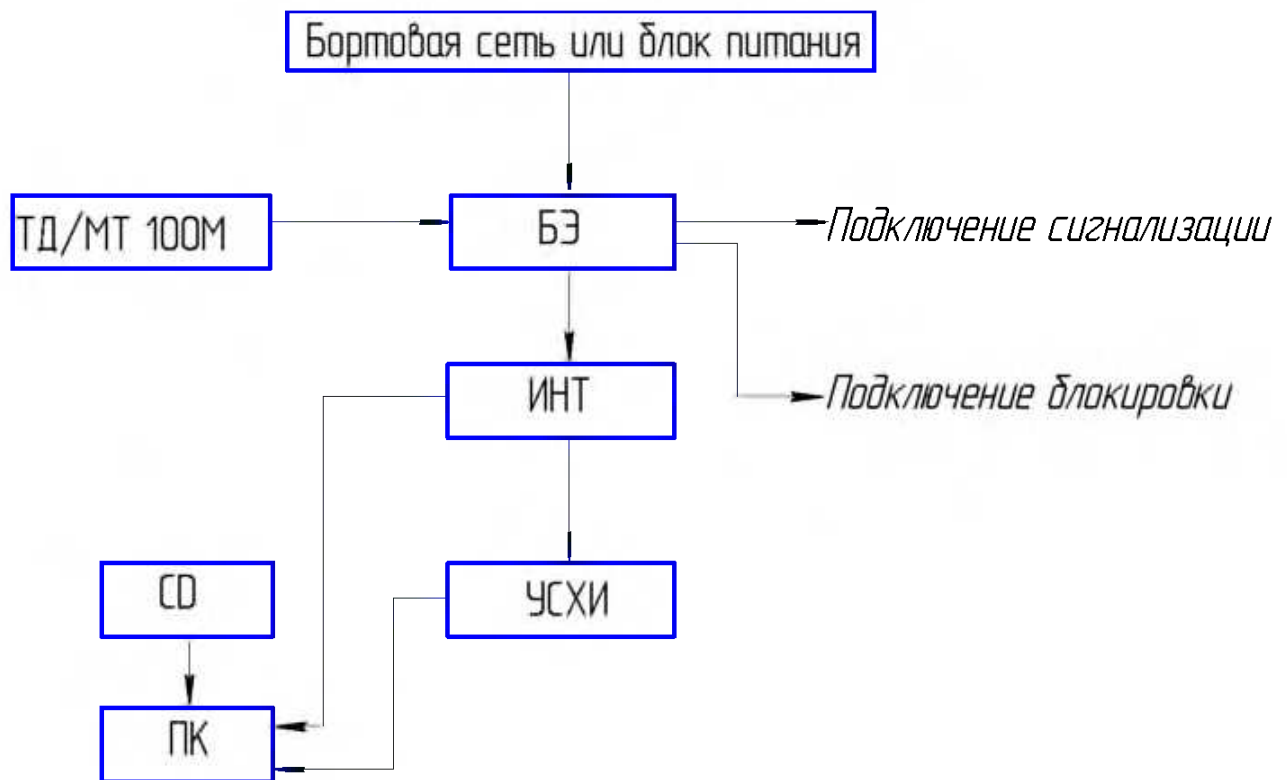 Бортовая сеть или блок питания
ТД/МТ 100М
БЭ
Подключение сигнализации
ИНТ
Подключение блокировки
CD
УСХИ
ПК